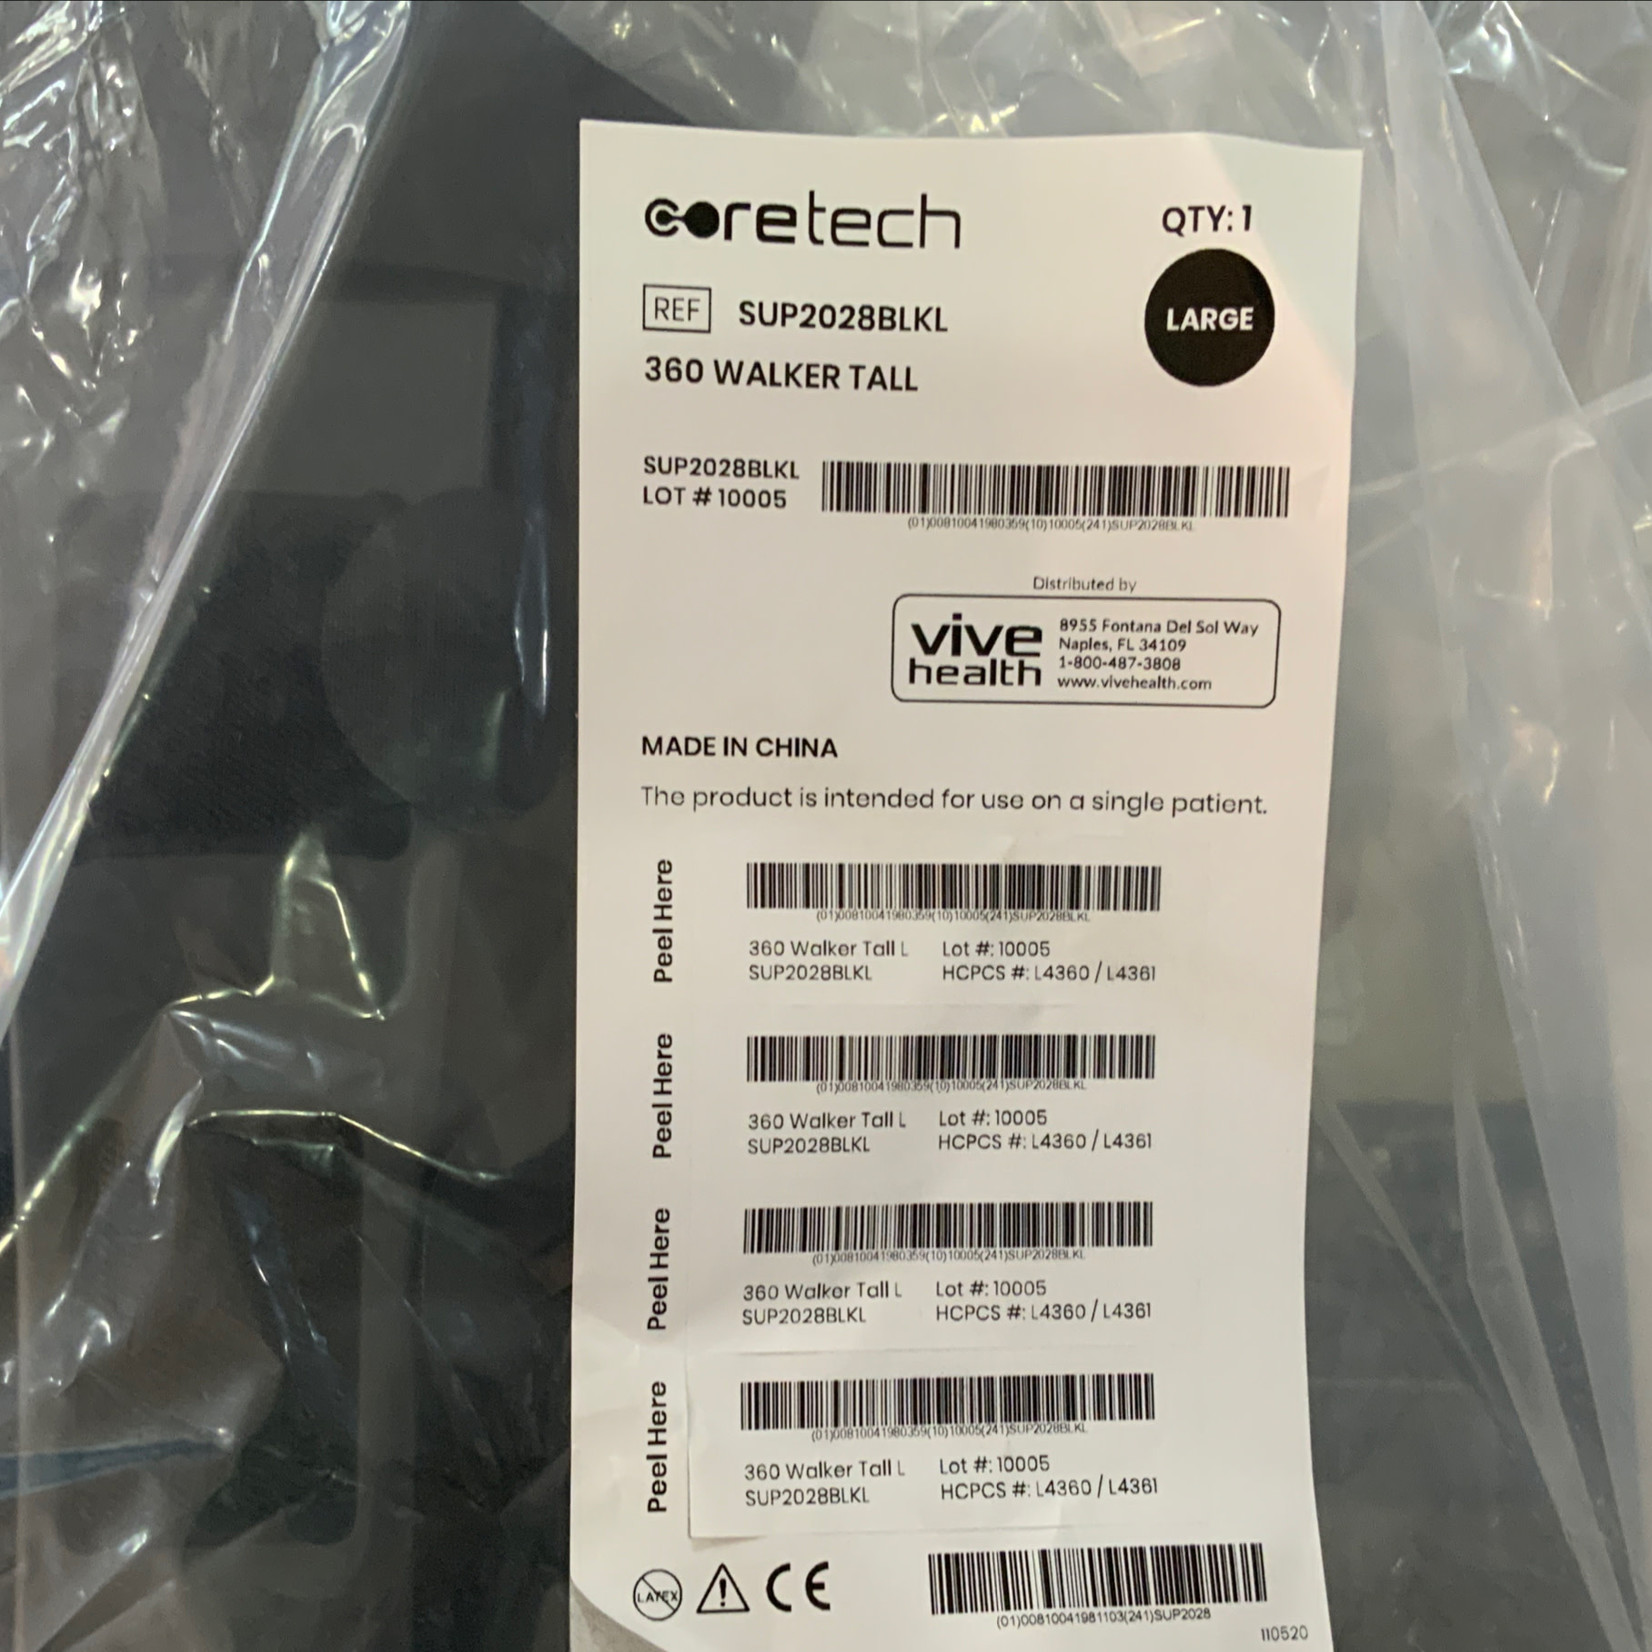 coretech
QTY: 1
REF SUP2028BLKL
LARGE
360 WALKER TALL
SUP2028BLKL
LOT # 10005
(01)00810041980359(10)10005(241)SUP2028BLKL
Distributed by
vive
health
8955 Fontana Del Sol Way
Naples, FL 34109
1-800-487-3808
www.vivehealth.com
MADE IN CHINA
The product is intended for use on a single patient.
Peel Here
(01)00810041980359(10)10005(241)SUP2028BLKL
360 Walker Tall L Lot #: 10005
SUP2028BLKL HCPCS #: L4360 / L4361
Peel Here
(01)00810041980359(10)10005(241)SUP2028BLKL
360 Walker Tall L Lot #: 10005
SUP2028BLKL HCPCS #: L4360 / L4361
Peel Here
(01)00810041980359(10)10005(241)SUP2028BLKL
360 Walker Tall L Lot #: 10005
SUP2028BLKL HCPCS #: L4360 / L4361
Peel Here
(01)00810041980359(10)10005(241)SUP2028BLKL
360 Walker Tall L Lot #: 10005
SUP2028BLKL HCPCS #: L4360 / L4361
LATEX
CE
(01)00810041981103(241)SUP2028
110520